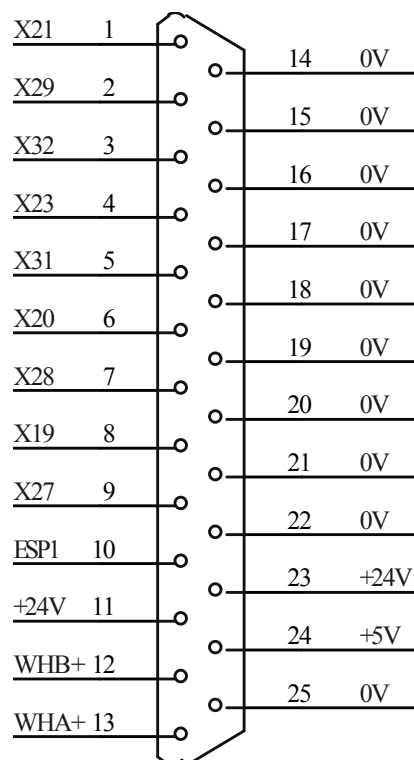 X21 1
14 0V
X29 2
15 0V
X32 3
16 0V
X23 4
17 0V
X31 5
18 0V
X20 6
19 0V
X28 7
20 0V
X19 8
21 0V
X27 9
22 0V
ESP1 10
23 +24V
+24V 11
24 +5V
WHB+ 12
25 0V
WHA+ 13